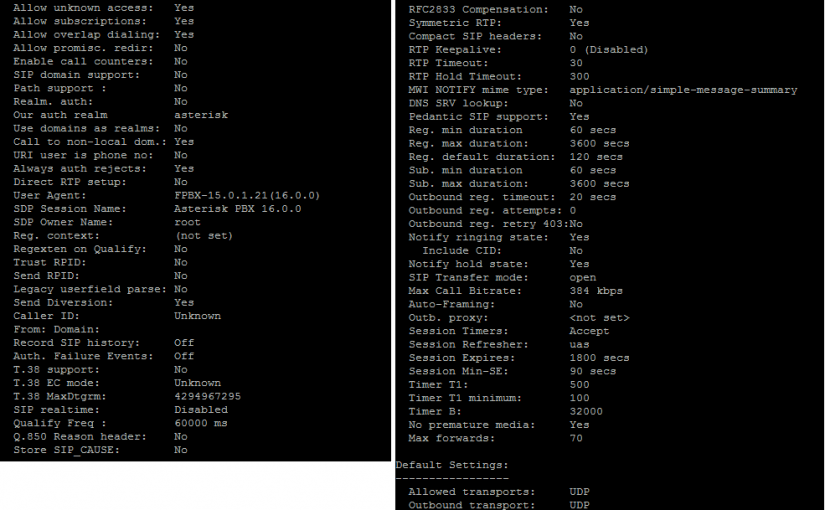 Allow unknown access: Yes
Allow subscriptions: Yes
Allow overlap dialing: Yes
Allow promisc. redir: No
Enable call counters: No
SIP domain support: No
Path support : No
Realm. auth: No
Our auth realm asterisk
Use domains as realms: No
Call to non-local dom.: Yes
URI user is phone no: No
Always auth rejects: Yes
Direct RTP setup: No
User Agent: FPBX-15.0.1.21(16.0.0)
SDP Session Name: Asterisk PBX 16.0.0
SDP Owner Name: root
Reg. context: (not set)
Regexten on Qualify: No
Trust RPID: No
Send RPID: No
Legacy userfield parse: No
Send Diversion: Yes
Caller ID: Unknown
From: Domain:
Record SIP history: Off
Auth. Failure Events: Off
T.38 support: No
T.38 EC mode: Unknown
T.38 MaxDtgrm: 4294967295
SIP realtime: Disabled
Qualify Freq : 60000 ms
Q.850 Reason header: No
Store SIP_CAUSE: No
RFC2833 Compensation: No
Symmetric RTP: Yes
Compact SIP headers: No
RTP Keepalive: 0 (Disabled)
RTP Timeout: 30
RTP Hold Timeout: 300
MWI NOTIFY mime type: application/simple-message-summary
DNS SRV lookup: No
Pedantic SIP support: Yes
Reg. min duration 60 secs
Reg. max duration: 3600 secs
Reg. default duration: 120 secs
Sub. min duration 60 secs
Sub. max duration: 3600 secs
Outbound reg. timeout: 20 secs
Outbound reg. attempts: 0
Outbound reg. retry 403:No
Notify ringing state: Yes
Include CID: No
Notify hold state: Yes
SIP Transfer mode: open
Max Call Bitrate: 384 kbps
Auto-Framing: No
Outb. proxy: <not set>
Session Timers: Accept
Session Refresher: uas
Session Expires: 1800 secs
Session Min-SE: 90 secs
Timer T1: 500
Timer T1 minimum: 100
Timer B: 32000
No premature media: Yes
Max forwards: 70
Default Settings:
-----------------
Allowed transports: UDP
Outbound transport: UDP